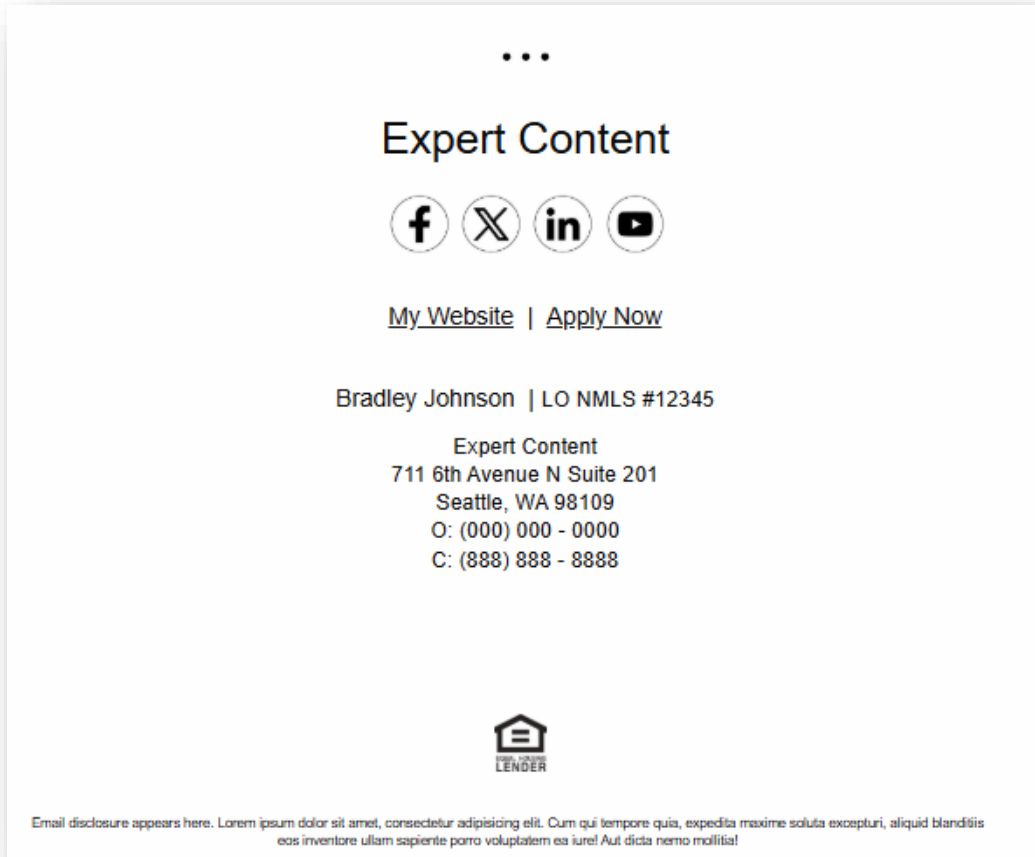 • • •
Expert Content
My Website | Apply Now
Bradley Johnson | LO NMLS #12345
Expert Content
711 6th Avenue N Suite 201
Seattle, WA 98109
O: (000) 000 - 0000
C: (888) 888 - 8888
EQUAL HOUSING
LENDER
Email disclosure appears here. Lorem ipsum dolor sit amet, consectetur adipisicing elit. Cum qui tempore quia, expedita maxime soluta excepturi, aliquid blanditiis
eos inventore ullam sapiente porro voluptatem ea iure! Aut dicta nemo mollitia!